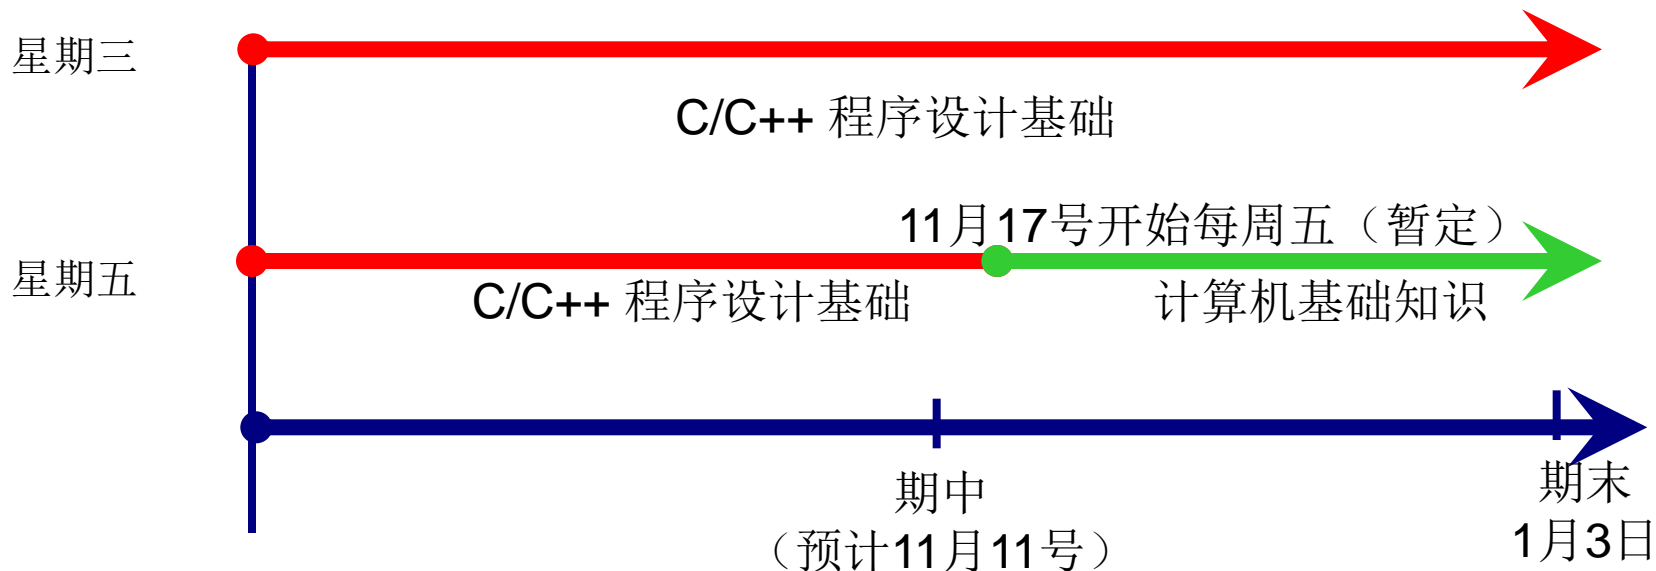 星期三
C/C++ 程序设计基础
11月17号开始每周五（暂定）
星期五
C/C++ 程序设计基础
计算机基础知识
期中
（预计11月11号）
期末
1月3日